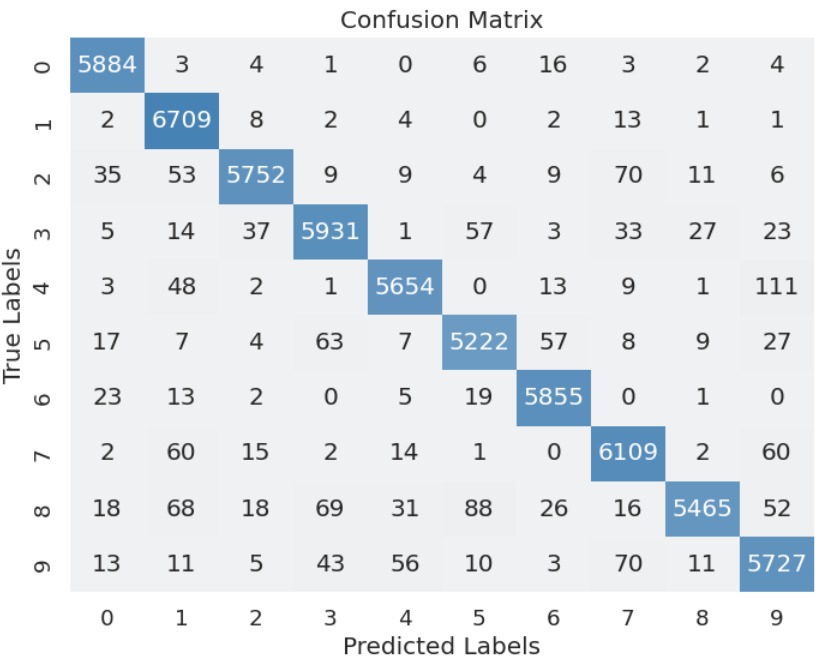 Confusion Matrix
True Labels
0 5884 3 4 1 0 6 16 3 2 4
1 2 6709 8 2 4 0 2 13 1 1
2 35 53 5752 9 9 4 9 70 11 6
3 5 14 37 5931 1 57 3 33 27 23
4 3 48 2 1 5654 0 13 9 1 111
5 17 7 4 63 7 5222 57 8 9 27
6 23 13 2 0 5 19 5855 0 1 0
7 2 60 15 2 14 1 0 6109 2 60
8 18 68 18 69 31 88 26 16 5465 52
9 13 11 5 43 56 10 3 70 11 5727
0 1 2 3 4 5 6 7 8 9
Predicted Labels